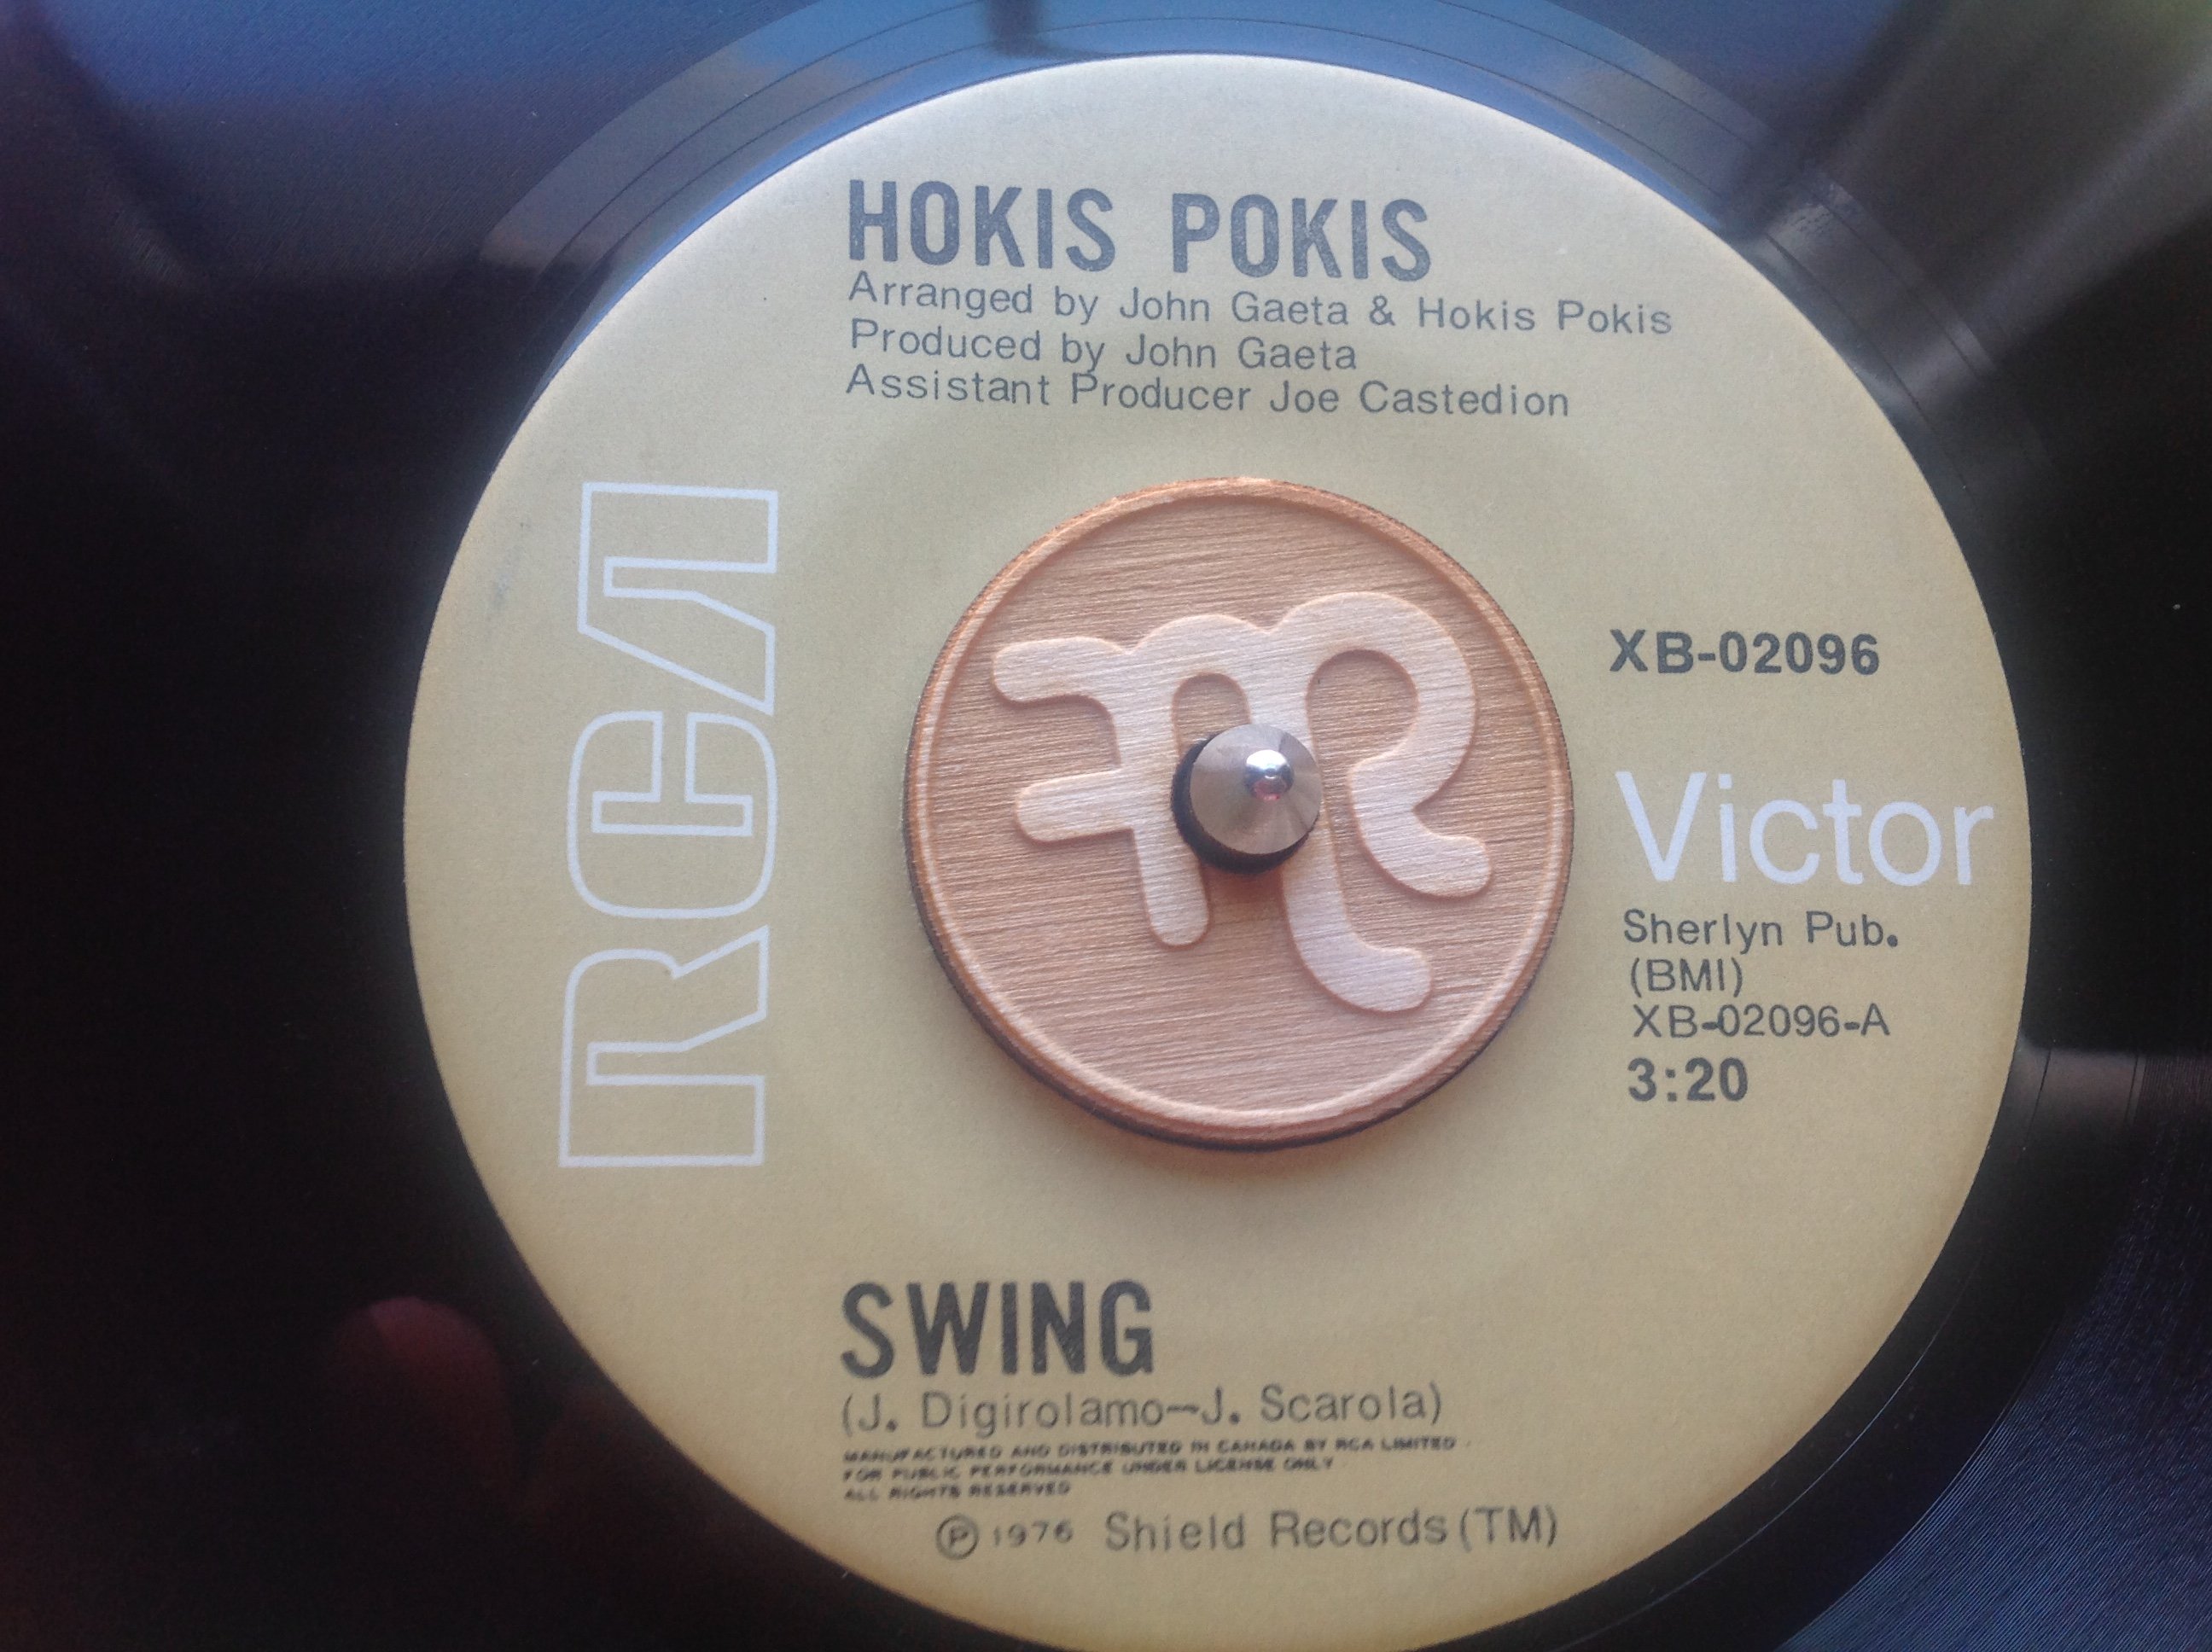 HOKIS POKIS
Arranged by John Gaeta & Hokis Pokis
Produced by John Gaeta
Assistant Producer Joe Castedion
RCA
XB-02096
Victor
Sherlyn Pub.
(BMI)
XB-02096-A
3:20
SWING
(J. Digirolamo-J. Scarola)
MANUFACTURED AND DISTRIBUTED IN CANADA BY RCA LIMITED
FOR PUBLIC PERFORMANCE UNDER LICENSE ONLY
ALL RIGHTS RESERVED
℗ 1976 Shield Records (TM)